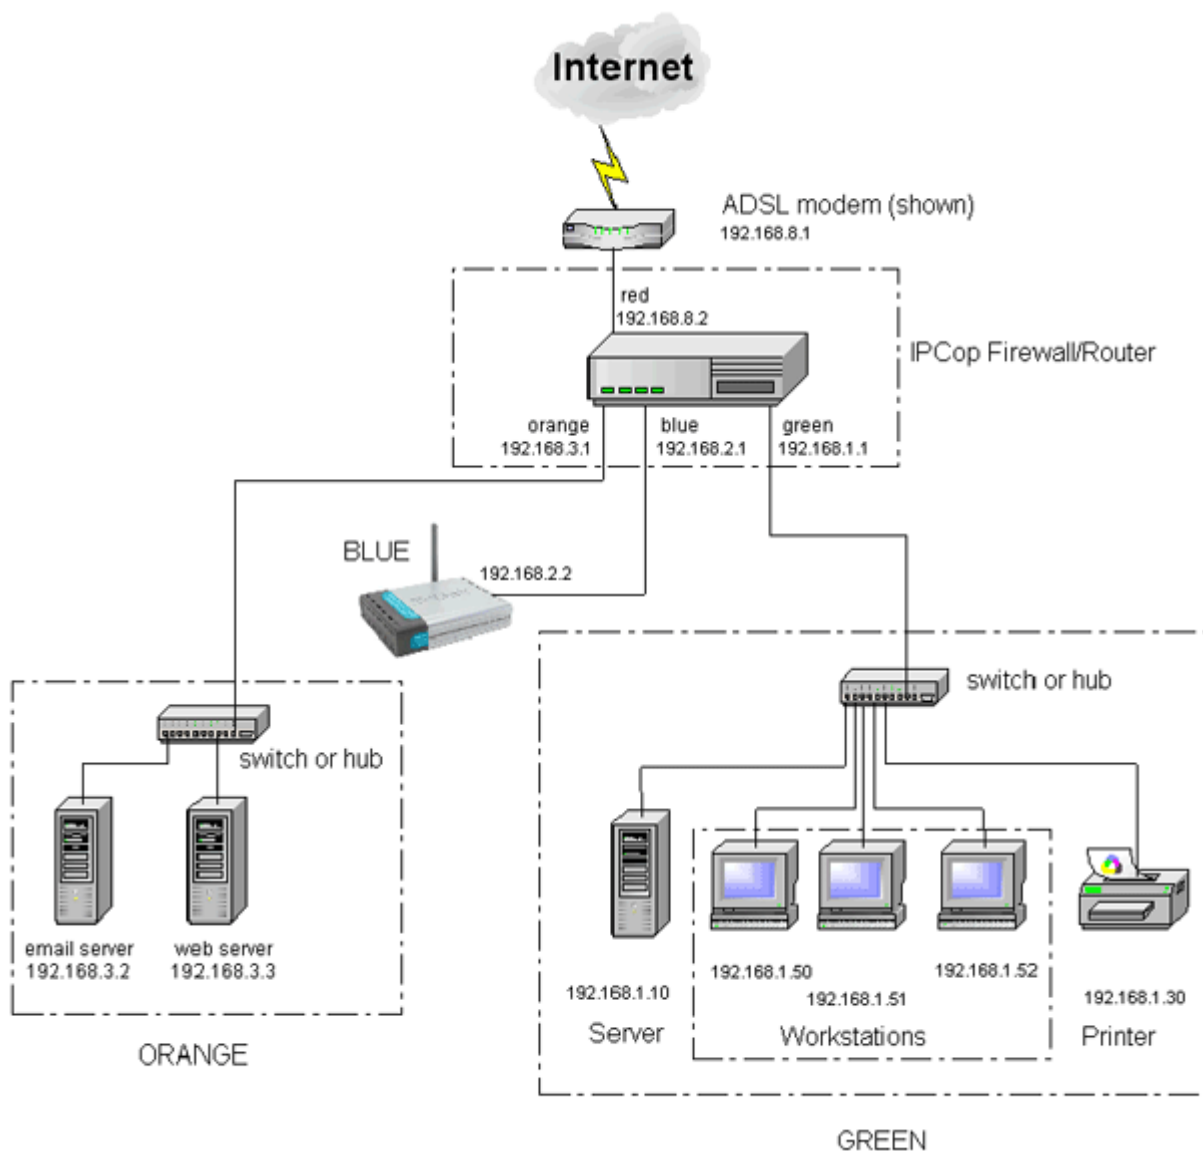 Internet
ADSL modem (shown)
192.168.8.1
red
192.168.8.2
IPCop Firewall/Router
orange
192.168.3.1
blue
192.168.2.1
green
192.168.1.1
BLUE
192.168.2.2
switch or hub
switch or hub
email server
192.168.3.2
web server
192.168.3.3
ORANGE
192.168.1.10
Server
192.168.1.50
192.168.1.51
192.168.1.52
Workstations
192.168.1.30
Printer
GREEN